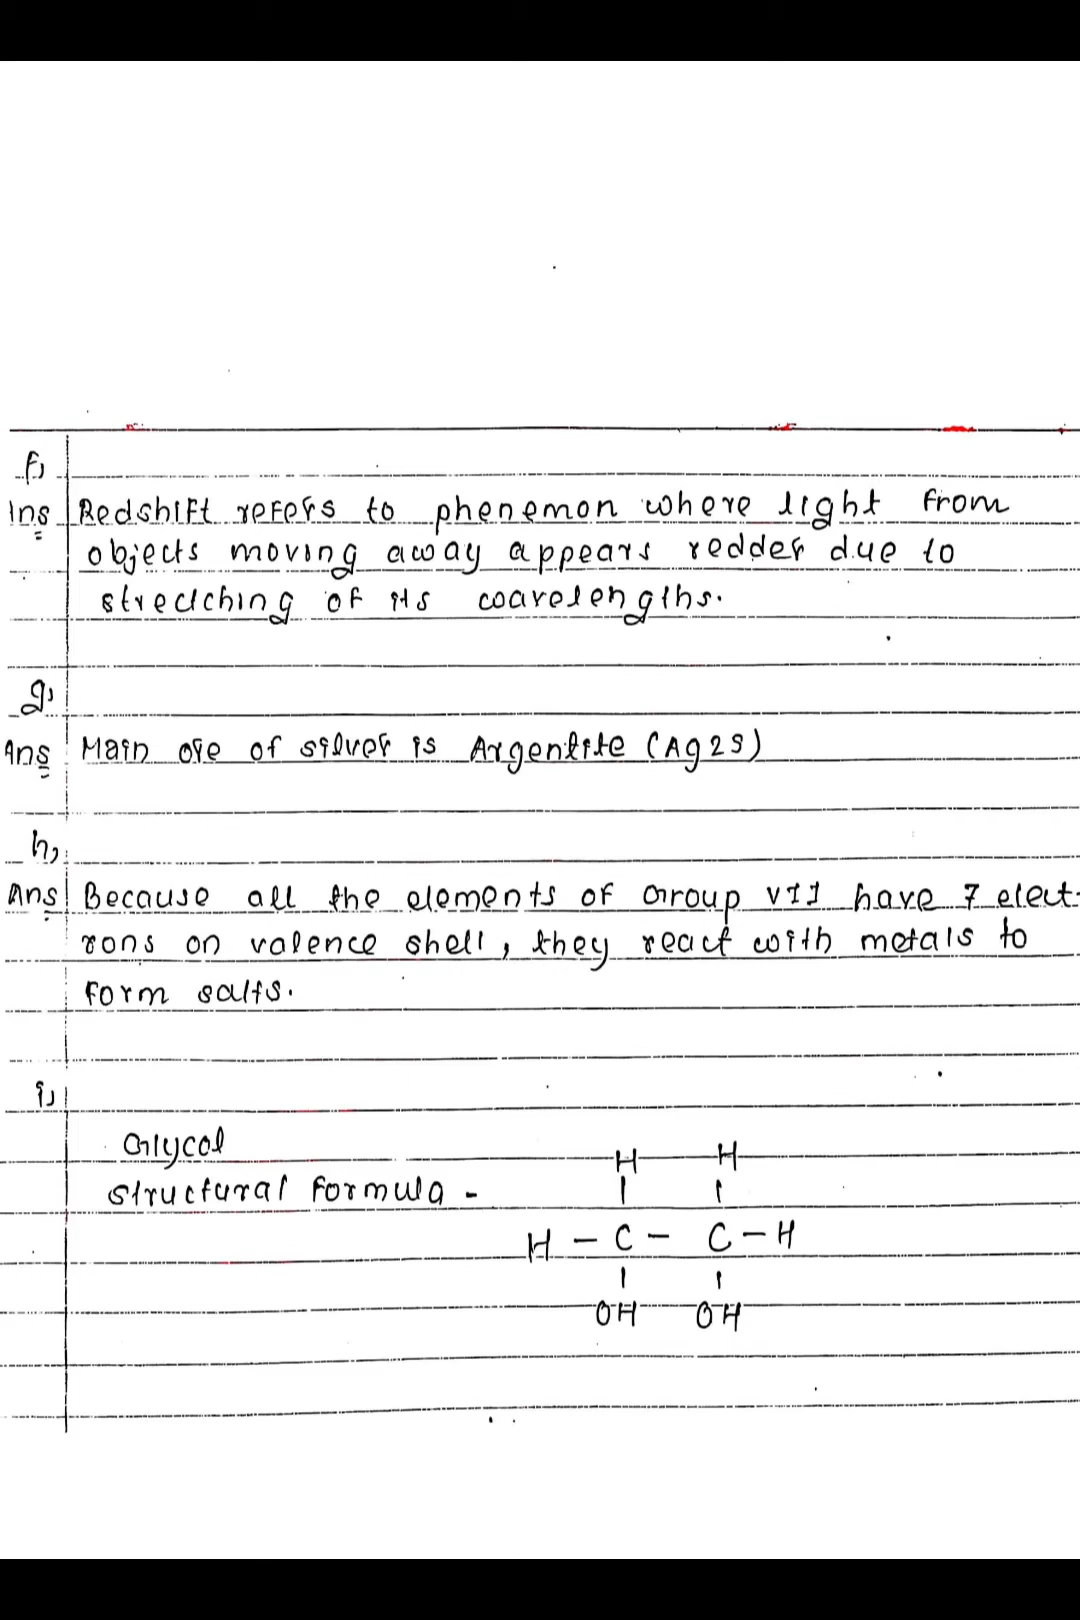 f)
Ans Redshift refers to phenemon where light from
objects moving away appears redder due to
streching of its wavelengths.
g)
Ans Main ore of silver is Argentite (Ag2S)
h)
Ans Because all the elements of Group VII have 7 elect-
rons on valence shell, they react with metals to
form salts.
i)
Glycol
structural formula -
H H
H - C - C - H
OH OH